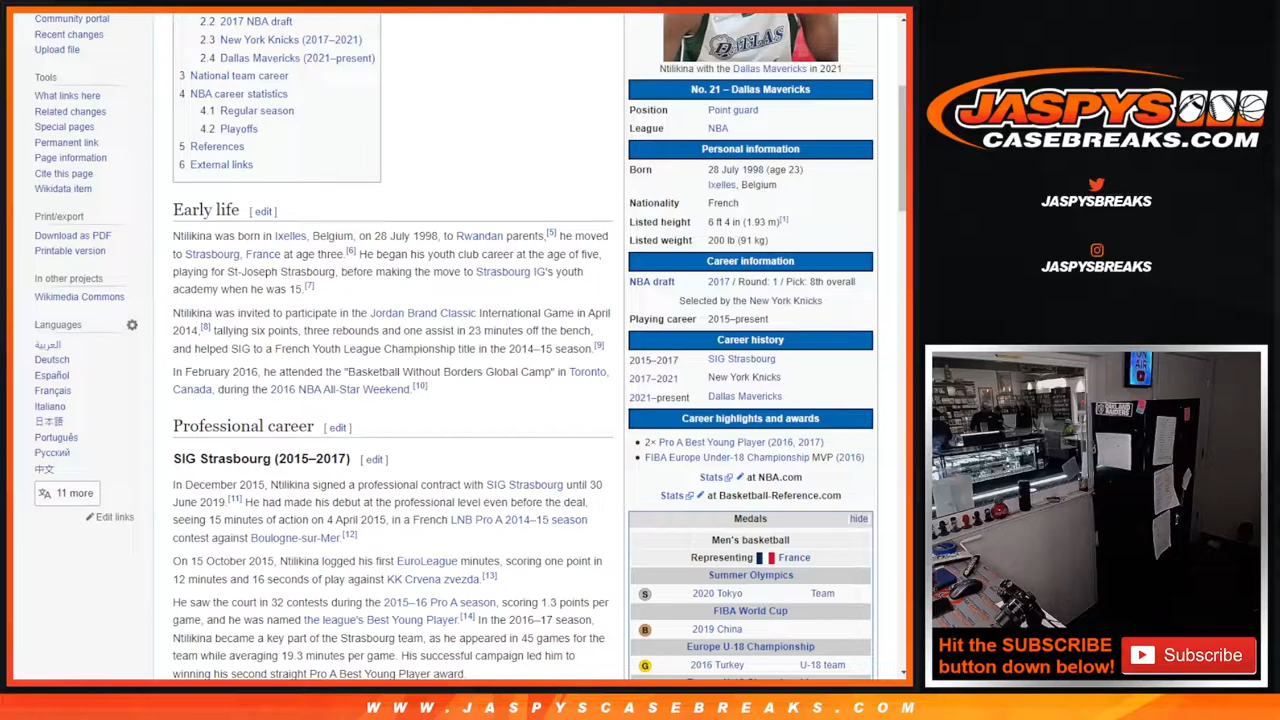 Community portal
Recent changes
Upload file
Tools
What links here
Related changes
Special pages
Permanent link
Page information
Cite this page
Wikidata item
Print/export
Download as PDF
Printable version
In other projects
Wikimedia Commons
Languages
العربية
Deutsch
Español
Français
Italiano
日本語
Português
Русский
中文
11 more
Edit links
2.2 2017 NBA draft
2.3 New York Knicks (2017–2021)
2.4 Dallas Mavericks (2021–present)
3 National team career
4 NBA career statistics
4.1 Regular season
4.2 Playoffs
5 References
6 External links
Early life [ edit ]
Ntilikina was born in Ixelles, Belgium, on 28 July 1998, to Rwandan parents,[5] he moved
to Strasbourg, France at age three.[6] He began his youth club career at the age of five,
playing for St-Joseph Strasbourg, before making the move to Strasbourg IG's youth
academy when he was 15.[7]
Ntilikina was invited to participate in the Jordan Brand Classic International Game in April
2014,[8] tallying six points, three rebounds and one assist in 23 minutes off the bench,
and helped SIG to a French Youth League Championship title in the 2014–15 season.[9]
In February 2016, he attended the "Basketball Without Borders Global Camp" in Toronto,
Canada, during the 2016 NBA All-Star Weekend.[10]
Professional career [ edit ]
SIG Strasbourg (2015–2017) [ edit ]
In December 2015, Ntilikina signed a professional contract with SIG Strasbourg until 30
June 2019.[11] He had made his debut at the professional level even before the deal,
seeing 15 minutes of action on 4 April 2015, in a French LNB Pro A 2014–15 season
contest against Boulogne-sur-Mer.[12]
On 15 October 2015, Ntilikina logged his first EuroLeague minutes, scoring one point in
12 minutes and 16 seconds of play against KK Crvena zvezda.[13]
He saw the court in 32 contests during the 2015–16 Pro A season, scoring 1.3 points per
game, and he was named the league's Best Young Player.[14] In the 2016–17 season,
Ntilikina became a key part of the Strasbourg team, as he appeared in 45 games for the
team while averaging 19.3 minutes per game. His successful campaign led him to
winning his second straight Pro A Best Young Player award.
DALLAS
Ntilikina with the Dallas Mavericks in 2021
No. 21 – Dallas Mavericks
Position Point guard
League NBA
Personal information
Born 28 July 1998 (age 23)
Ixelles, Belgium
Nationality French
Listed height 6 ft 4 in (1.93 m)[1]
Listed weight 200 lb (91 kg)
Career information
NBA draft 2017 / Round: 1 / Pick: 8th overall
Selected by the New York Knicks
Playing career 2015–present
Career history
2015–2017 SIG Strasbourg
2017–2021 New York Knicks
2021–present Dallas Mavericks
Career highlights and awards
• 2× Pro A Best Young Player (2016, 2017)
• FIBA Europe Under-18 Championship MVP (2016)
Stats at NBA.com
Stats at Basketball-Reference.com
Medals hide
Men's basketball
Representing France
Summer Olympics
S 2020 Tokyo Team
FIBA World Cup
B 2019 China
Europe U-18 Championship
G 2016 Turkey U-18 team
JASPYS
CASEBREAKS.COM
JASPYSBREAKS
JASPYSBREAKS
ON
AIR
OAKLAND
RAIDERS
Hit the SUBSCRIBE
button down below!
Subscribe
WWW.JASPYSCASEBREAKS.COM